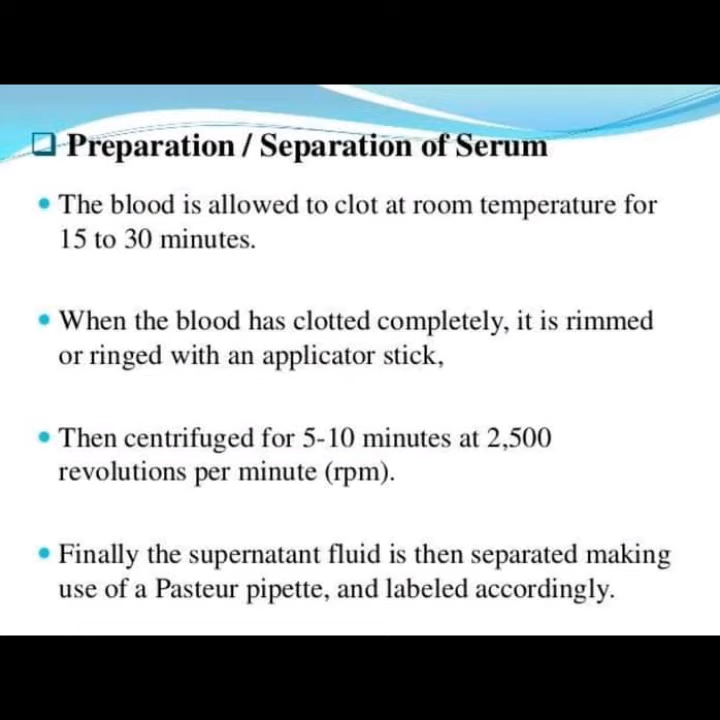 Preparation / Separation of Serum
• The blood is allowed to clot at room temperature for
15 to 30 minutes.
• When the blood has clotted completely, it is rimmed
or ringed with an applicator stick,
• Then centrifuged for 5-10 minutes at 2,500
revolutions per minute (rpm).
• Finally the supernatant fluid is then separated making
use of a Pasteur pipette, and labeled accordingly.